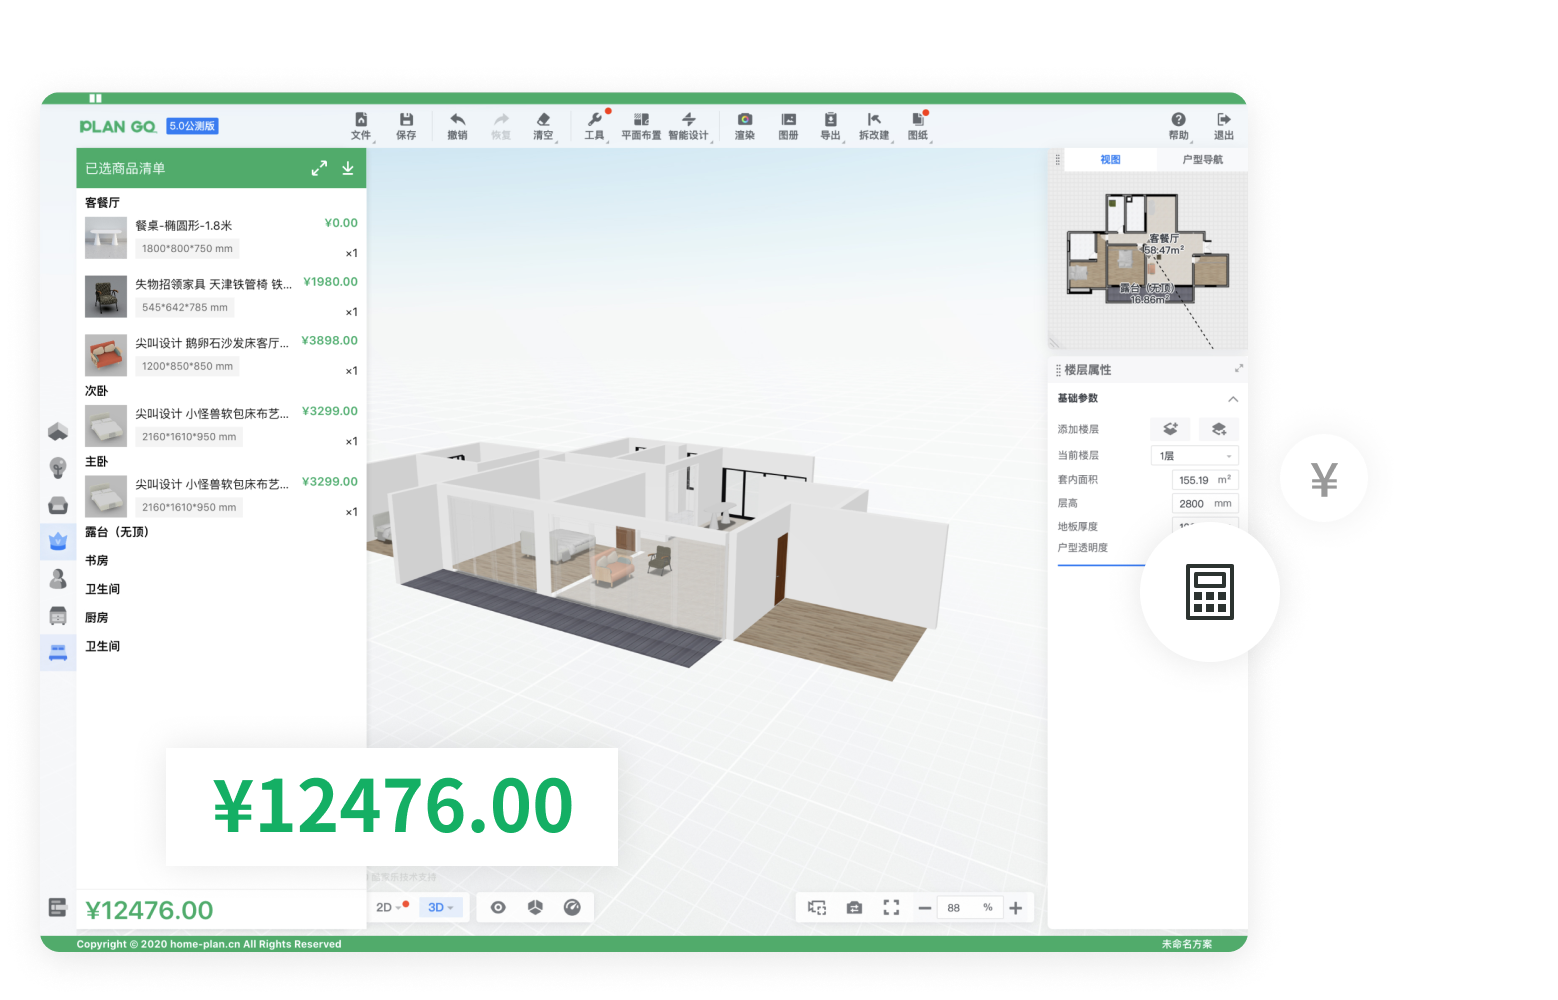 PLAN GO
5.0公测版
文件
保存
撤销
恢复
清空
工具
平面布置
智能设计
渲染
图册
导出
拆改建
图纸
帮助
退出
已选商品清单
客餐厅
餐桌-椭圆形-1.8米
¥0.00
1800*800*750 mm
×1
失物招领家具 天津铁管椅 铁...
¥1980.00
545*642*785 mm
×1
尖叫设计 鹅卵石沙发床客厅...
¥3898.00
1200*850*850 mm
×1
次卧
尖叫设计 小怪兽软包床布艺...
¥3299.00
2160*1610*950 mm
×1
主卧
尖叫设计 小怪兽软包床布艺...
¥3299.00
2160*1610*950 mm
×1
露台（无顶）
书房
卫生间
厨房
卫生间
¥12476.00
¥12476.00
技术支持
2D
3D
88 %
视图
户型导航
客餐厅
58.47m²
露台（无顶）
16.86m²
楼层属性
基础参数
添加楼层
当前楼层
1层
套内面积
155.19 m²
层高
2800 mm
地板厚度
户型透明度
¥
Copyright © 2020 home-plan.cn All Rights Reserved
未命名方案